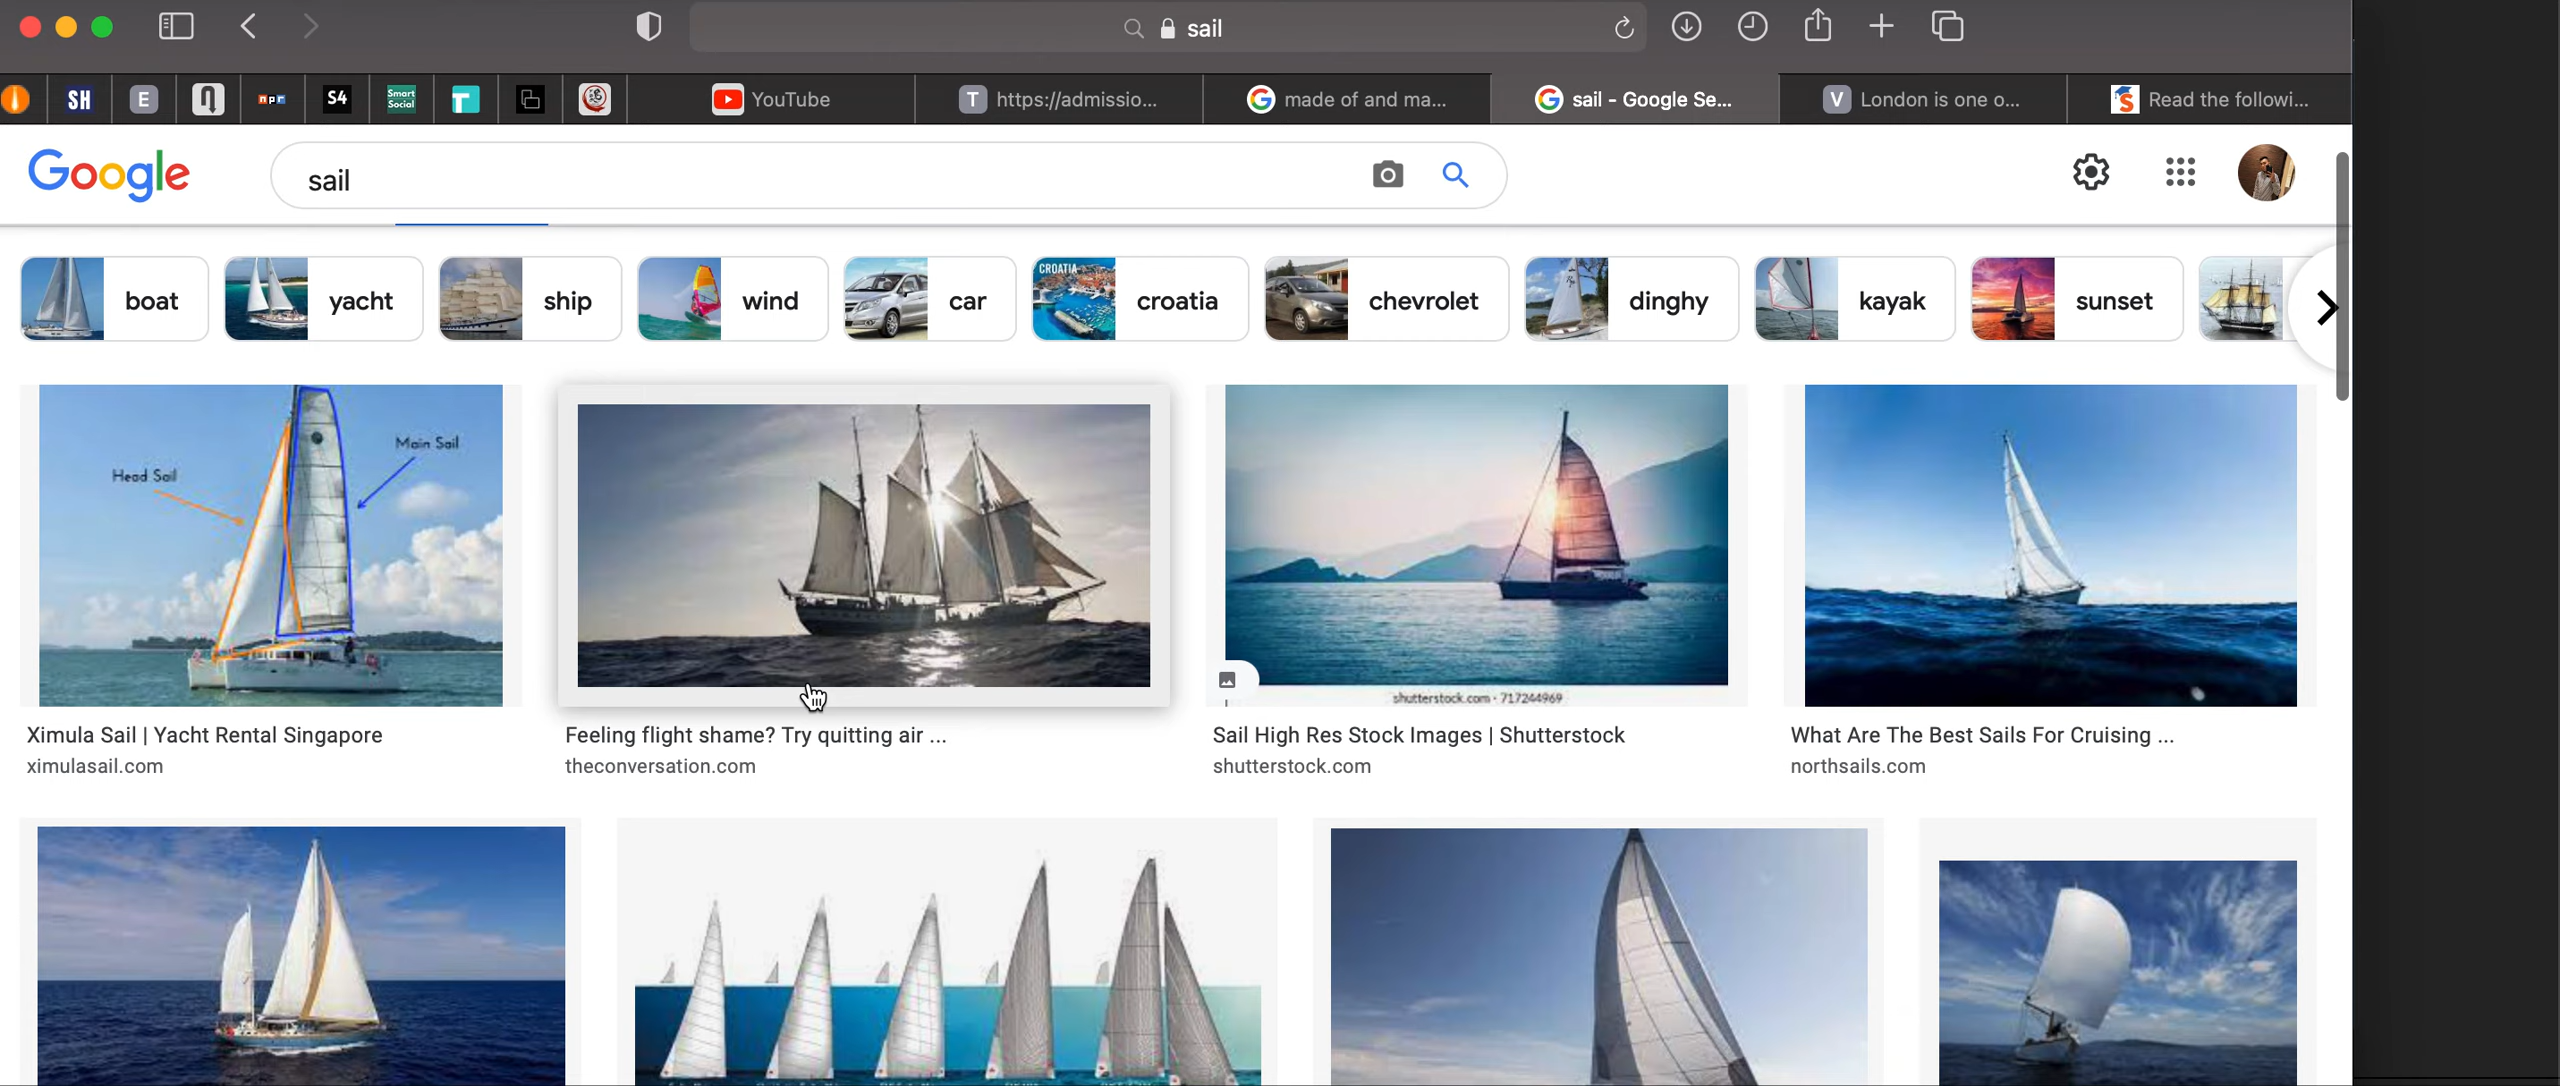 sail
SH
E
npr
S4
Smart
Social
T
YouTube
T https://admissio...
G made of and ma...
G sail - Google Se...
V London is one o...
S Read the followi...
Google
sail
boat
yacht
ship
wind
car
CROATIA
croatia
chevrolet
dinghy
kayak
sunset
Head Sail
Main Sail
shutterstock.com · 717244969
Ximula Sail | Yacht Rental Singapore
ximulasail.com
Feeling flight shame? Try quitting air ...
theconversation.com
Sail High Res Stock Images | Shutterstock
shutterstock.com
What Are The Best Sails For Cruising ...
northsails.com